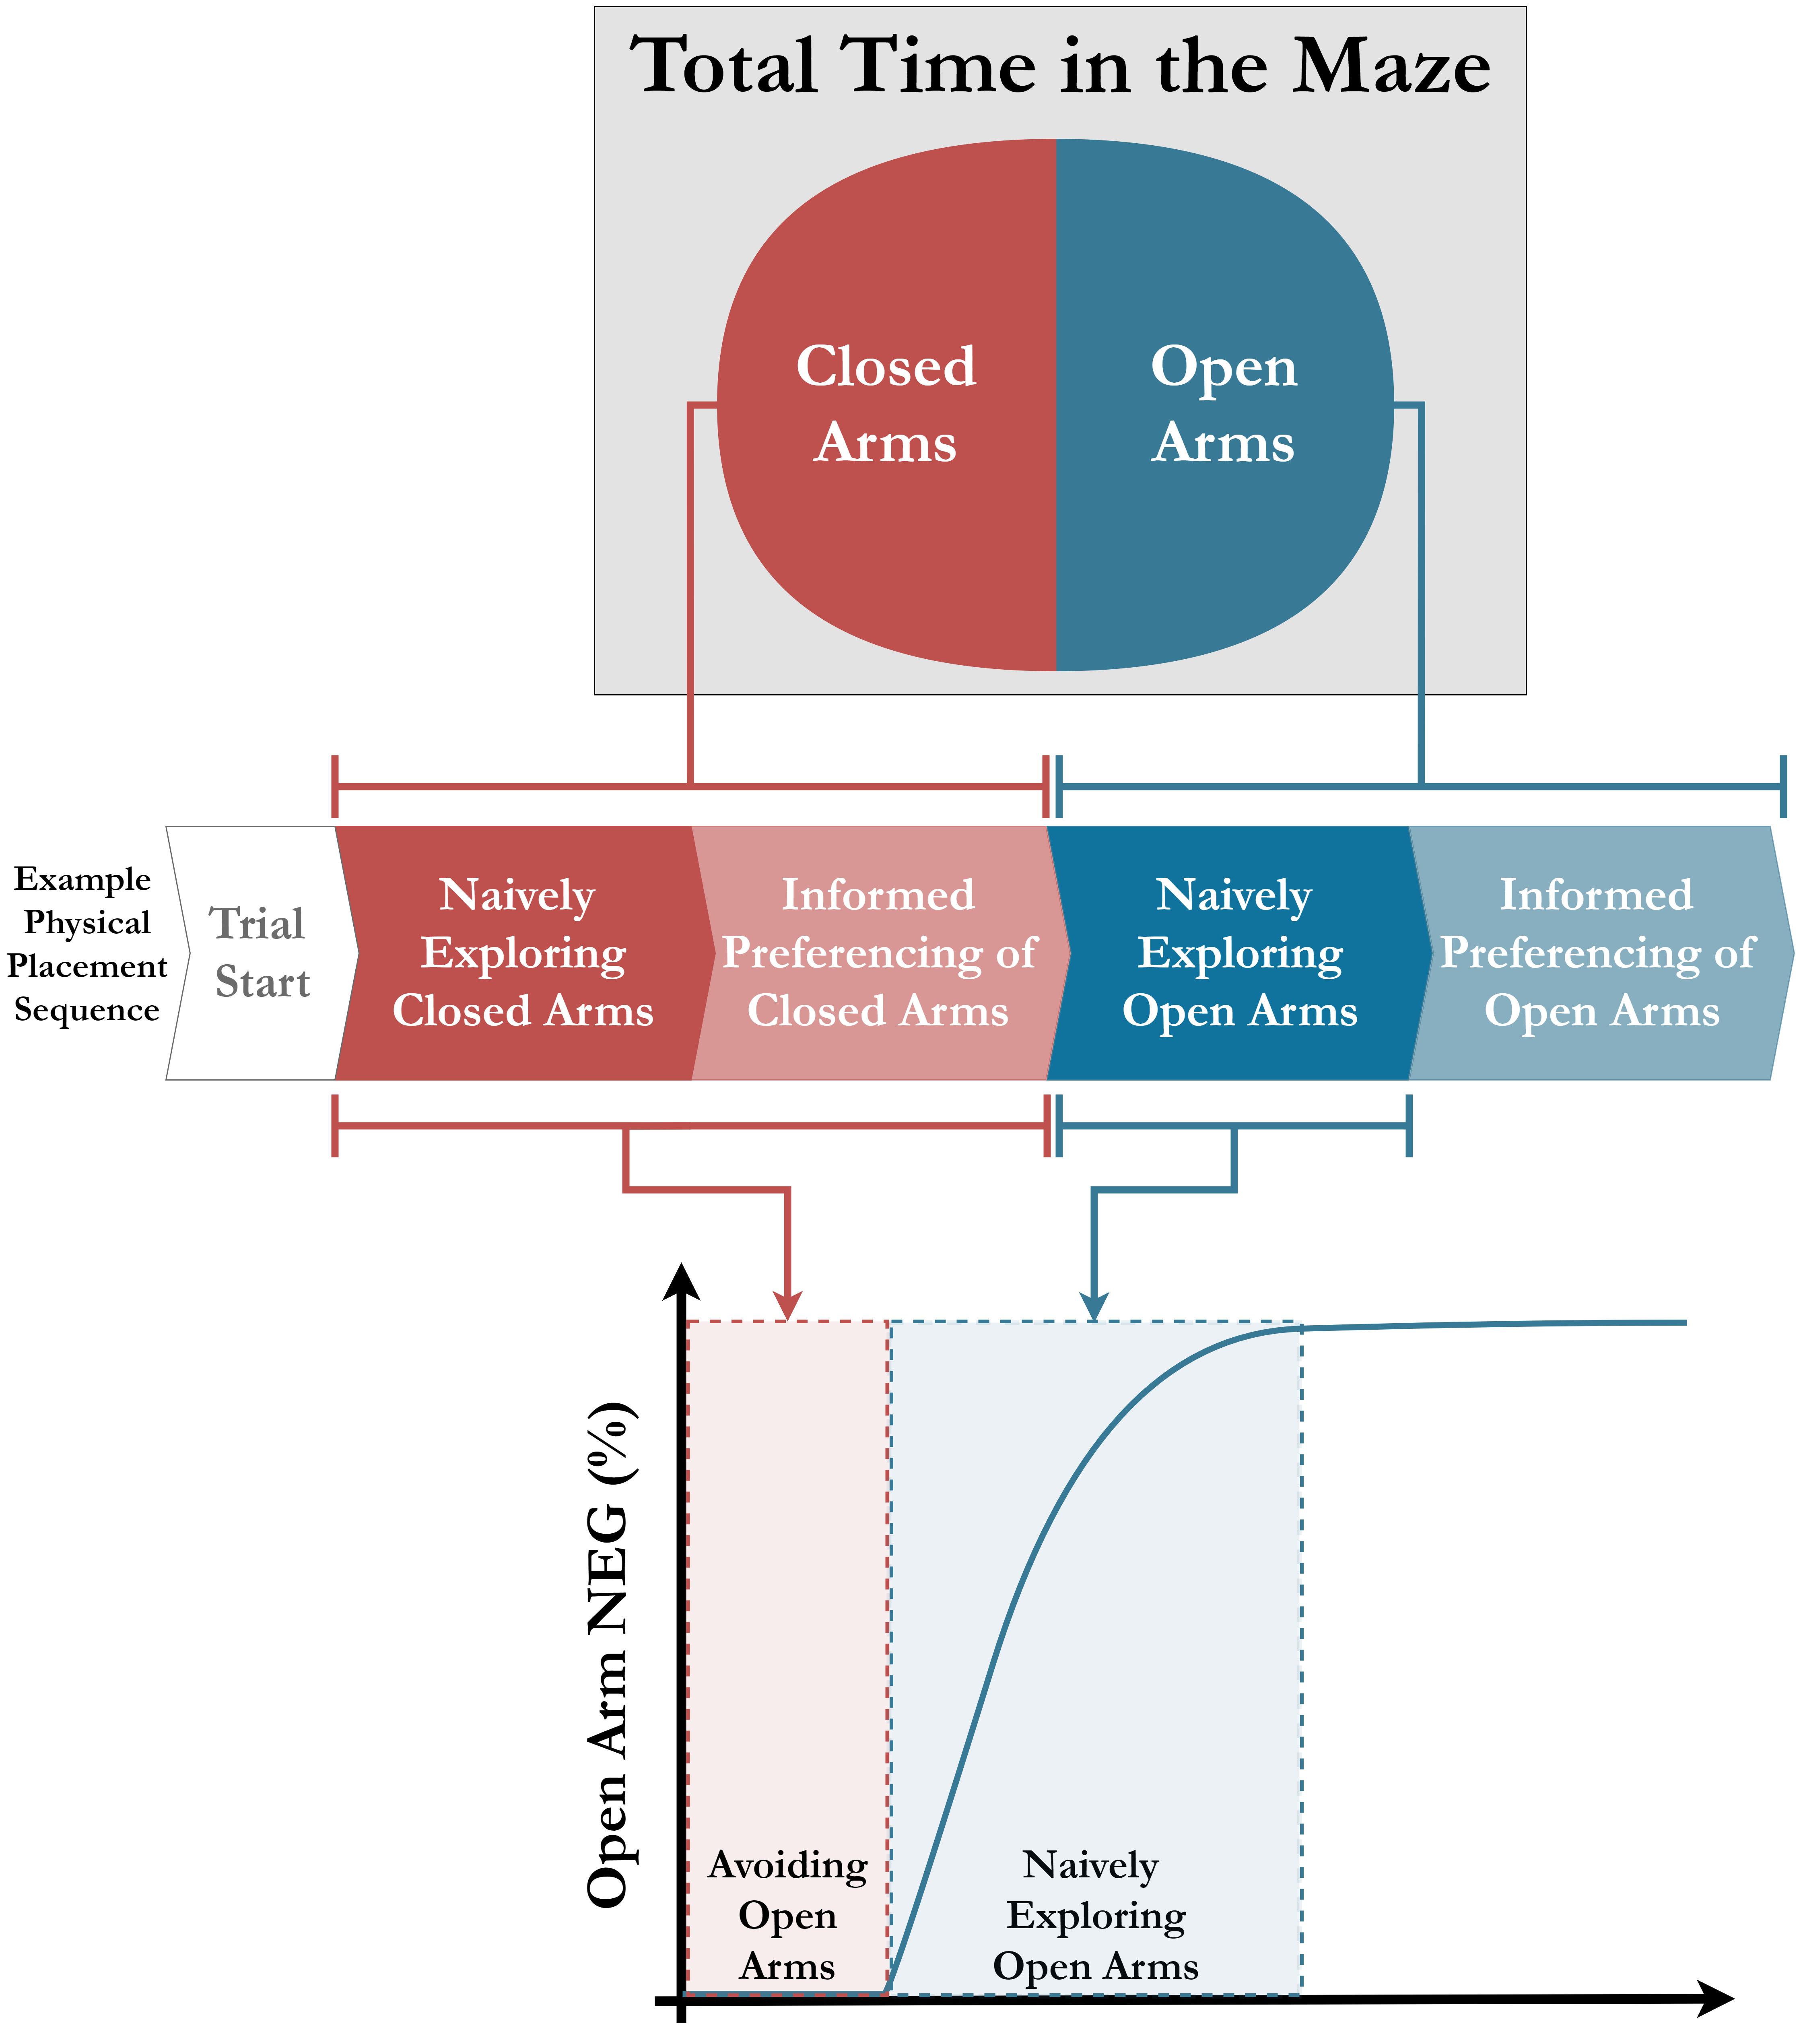 Total Time in the Maze
Closed
Arms
Open
Arms
Example
Physical
Placement
Sequence
Trial
Start
Naively
Exploring
Closed Arms
Informed
Preferencing of
Closed Arms
Naively
Exploring
Open Arms
Informed
Preferencing of
Open Arms
Open Arm NEG (%)
Avoiding
Open
Arms
Naively
Exploring
Open Arms